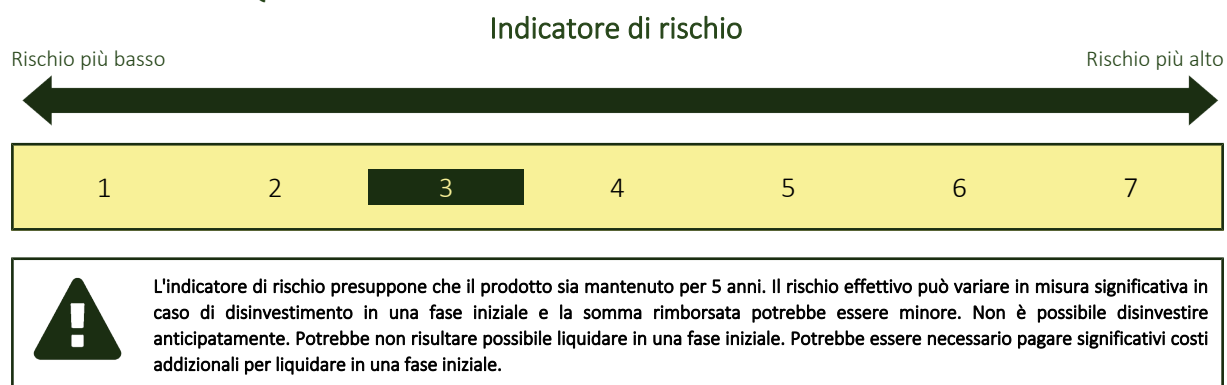 Indicatore di rischio
Rischio più basso
Rischio più alto
1 2 3 4 5 6 7
L'indicatore di rischio presuppone che il prodotto sia mantenuto per 5 anni. Il rischio effettivo può variare in misura significativa in
caso di disinvestimento in una fase iniziale e la somma rimborsata potrebbe essere minore. Non è possibile disinvestire
anticipatamente. Potrebbe non risultare possibile liquidare in una fase iniziale. Potrebbe essere necessario pagare significativi costi
addizionali per liquidare in una fase iniziale.